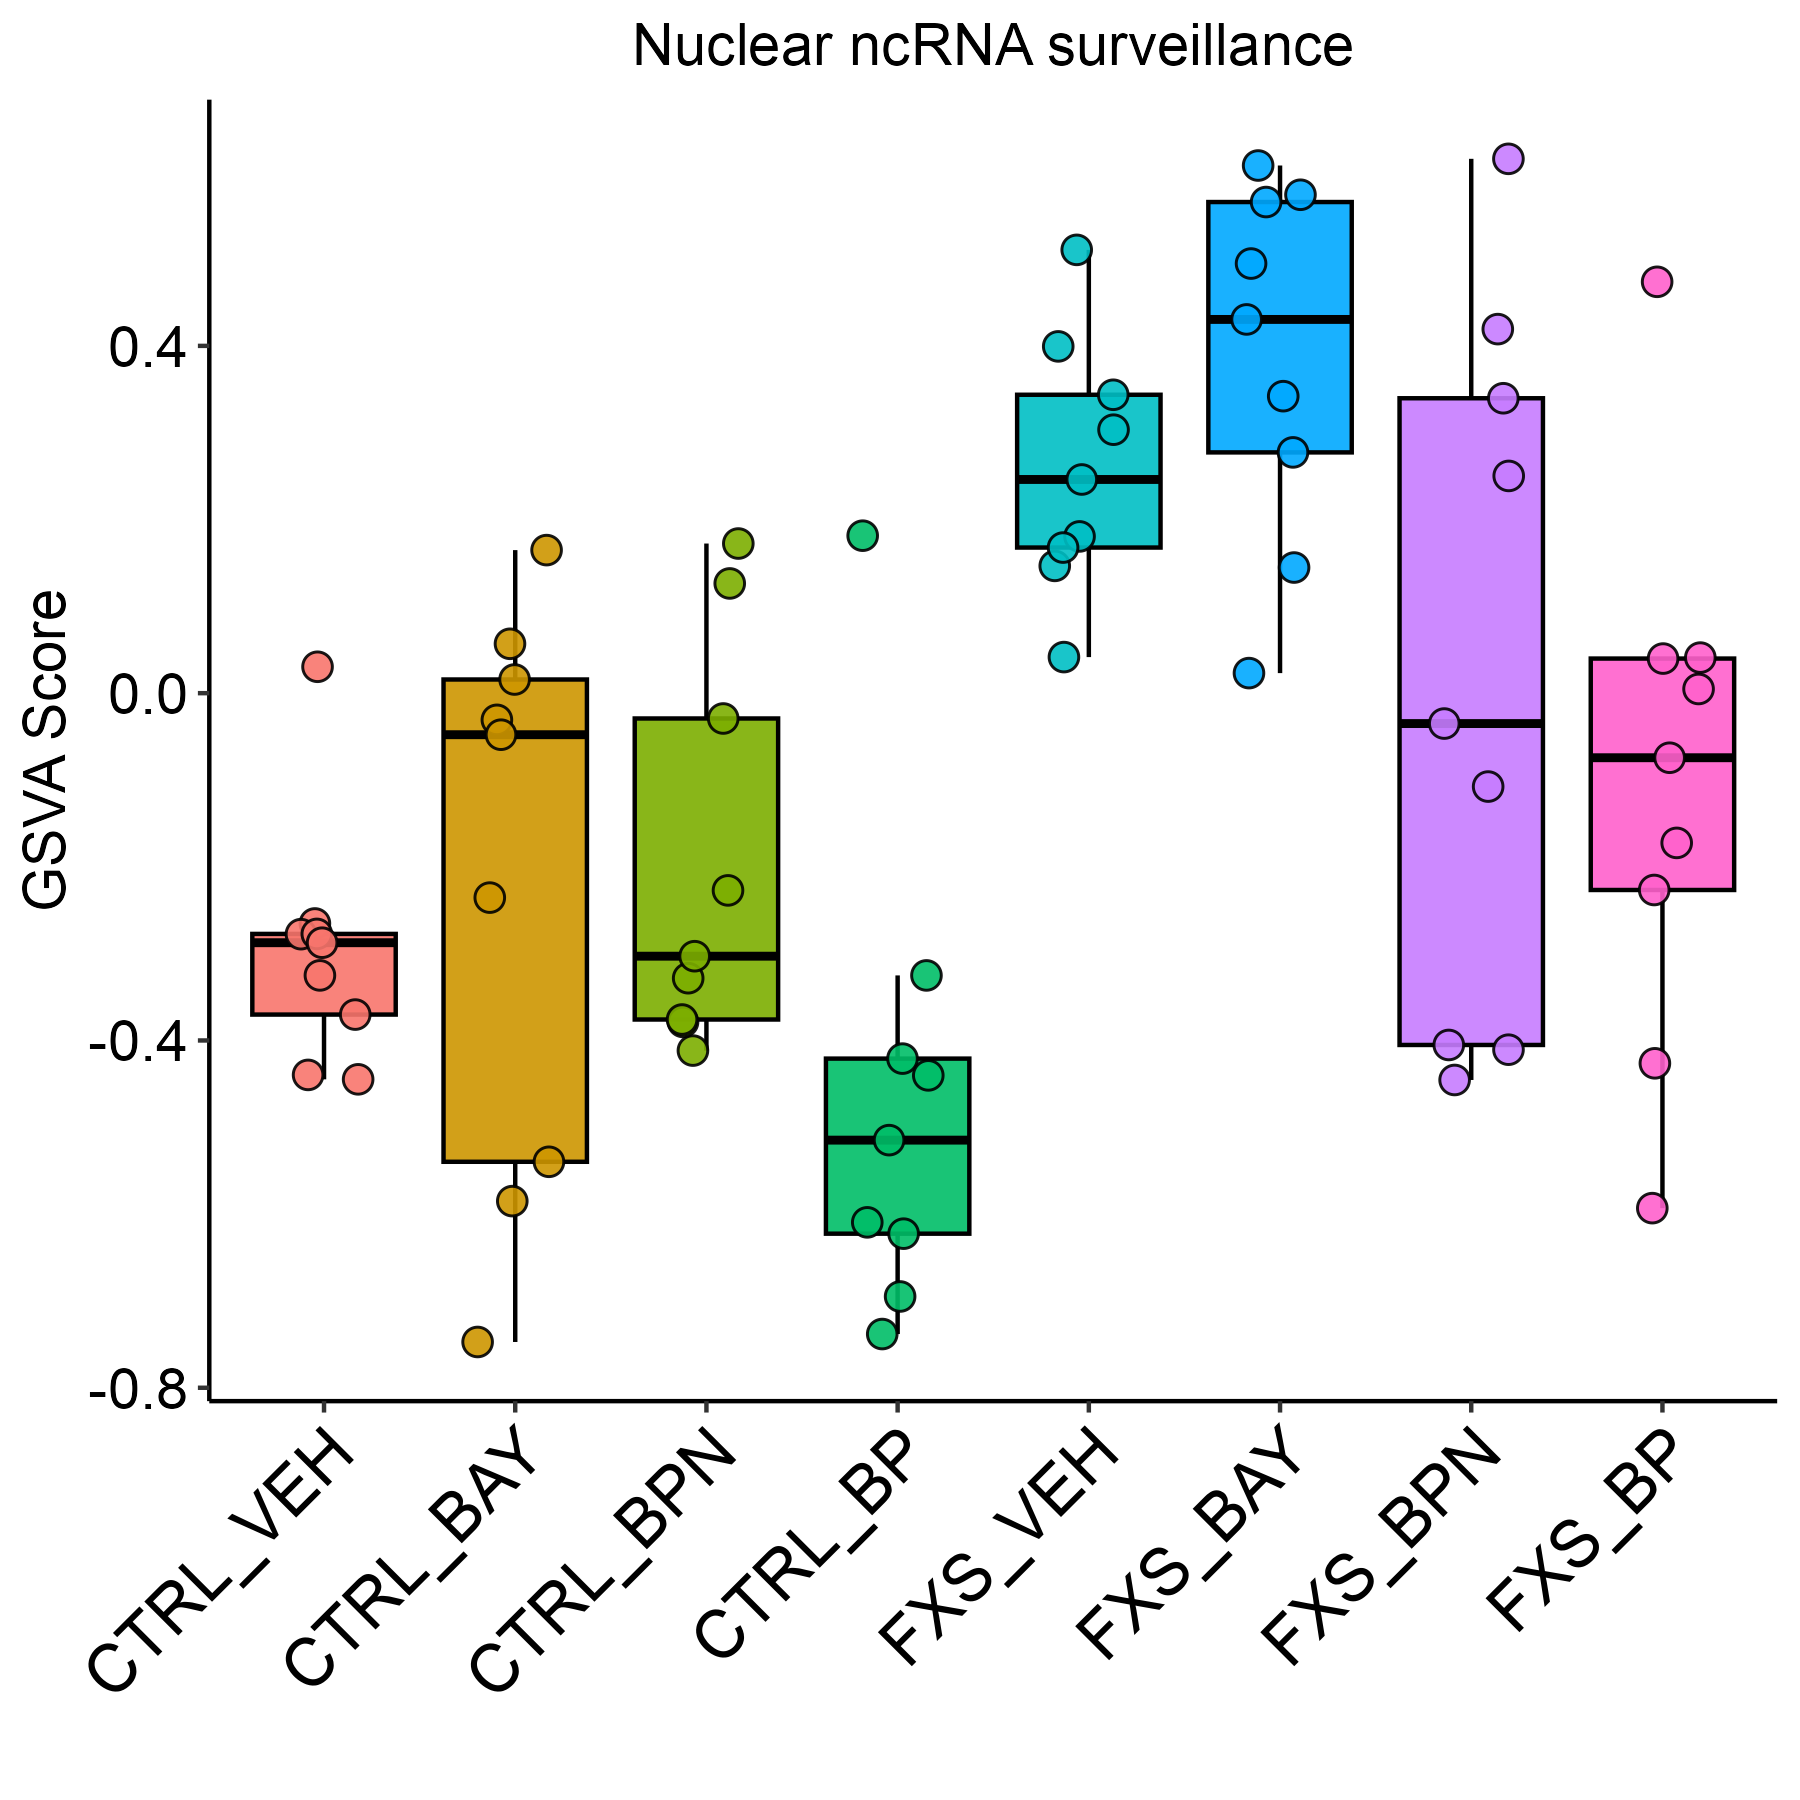 Nuclear ncRNA surveillance
GSVA Score
0.4
0.0
-0.4
-0.8
CTRL_VEH
CTRL_BAY
CTRL_BPN
CTRL_BP
FXS_VEH
FXS_BAY
FXS_BPN
FXS_BP